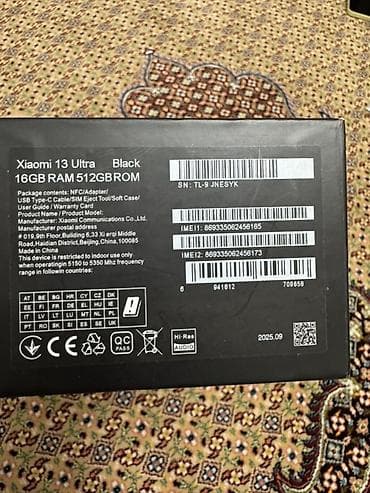 Xiaomi 13 Ultra Black
16GB RAM 512GB ROM
Package contents: NFC/Adapter/
USB Type-C Cable/SIM Eject Tool/Soft Case/
User Guide / Warranty Card
Product Name / Product Model:
Manufacturer: Xiaomi Communications Co., Ltd.
# 019, 9th Floor,Building 6,33 Xi erqi Middle
Road,Haidian District,Beijing,China,100085
Made in China
This device is restricted to indoor use only
when operatingin 5150 to 5350 Mhz frequency
range in followin countries:
AT BE BG HR CY CZ DK
EE FI FR DE EL HU IE
IT LV LT LU MT NL PL
PT RO SK SI ES SE UK
CE
QC
PASS
Hi-Res
AUDIO
SN: TL-9 JNESYK
IMEI1: 869335062456165
IMEI2: 869335062456173
6 941812 709658
2025.09